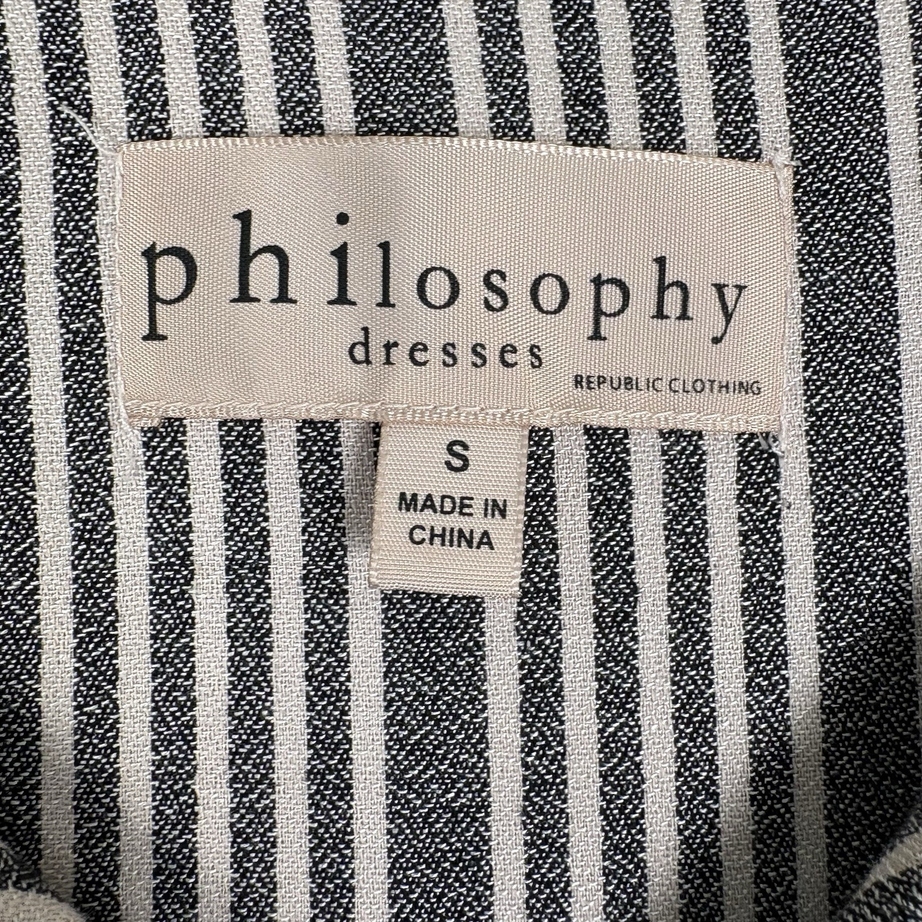 philosophy
dresses
REPUBLIC CLOTHING
S
MADE IN
CHINA